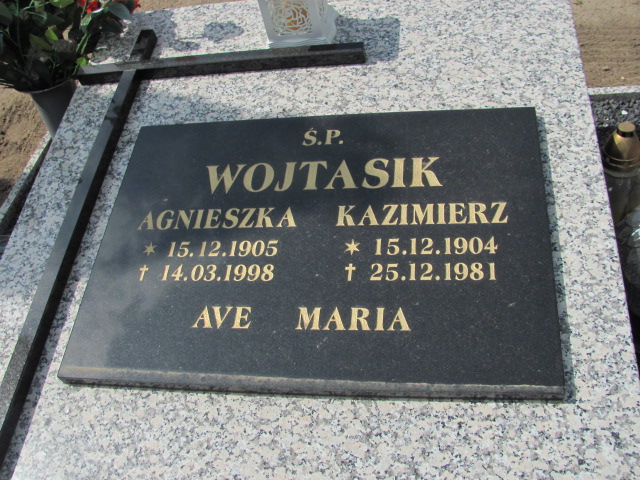 Ś.P.
WOJTASIK
AGNIESZKA KAZIMIERZ
* 15.12.1905 * 15.12.1904
† 14.03.1998 † 25.12.1981
AVE MARIA